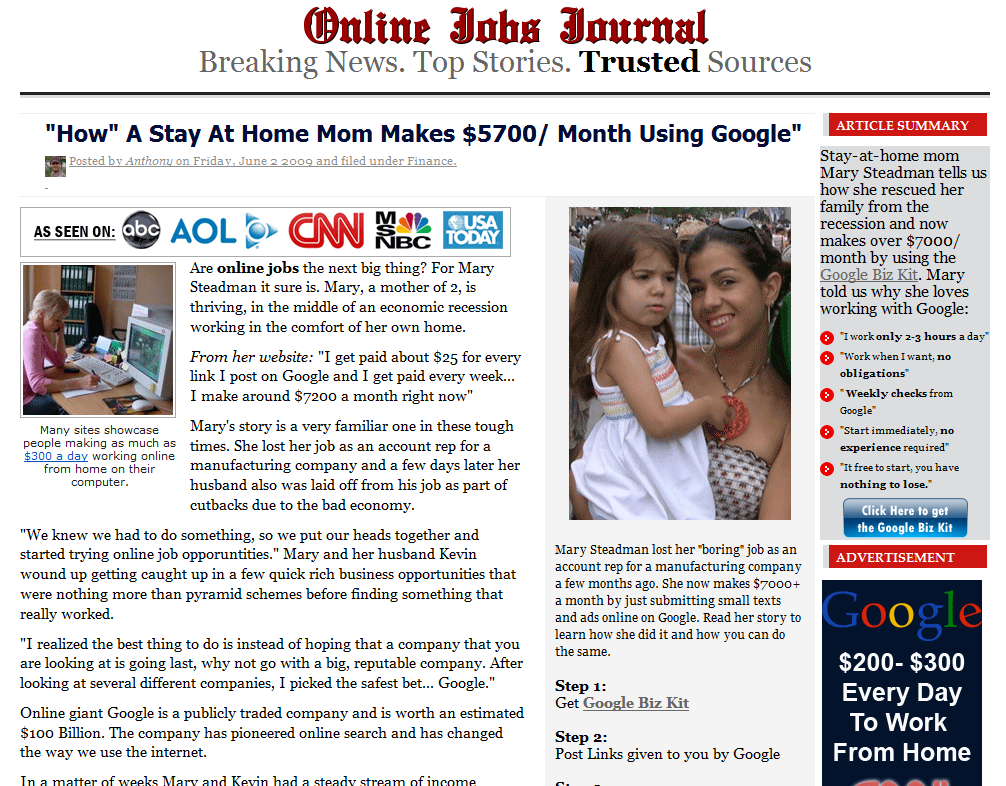 Online Jobs Journal
Breaking News. Top Stories. Trusted Sources
"How" A Stay At Home Mom Makes $5700/ Month Using Google"
Posted by Anthony on Friday, June 2 2009 and filed under Finance.
-
AS SEEN ON: abc AOL CNN MSNBC USA TODAY
Many sites showcase
people making as much as
$300 a day working online
from home on their
computer.
Are online jobs the next big thing? For Mary
Steadman it sure is. Mary, a mother of 2, is
thriving, in the middle of an economic recession
working in the comfort of her own home.
From her website: "I get paid about $25 for every
link I post on Google and I get paid every week...
I make around $7200 a month right now"
Mary's story is a very familiar one in these tough
times. She lost her job as an account rep for a
manufacturing company and a few days later her
husband also was laid off from his job as part of
cutbacks due to the bad economy.
"We knew we had to do something, so we put our heads together and
started trying online job opporuntities." Mary and her husband Kevin
wound up getting caught up in a few quick rich business opportunities that
were nothing more than pyramid schemes before finding something that
really worked.
"I realized the best thing to do is instead of hoping that a company that you
are looking at is going last, why not go with a big, reputable company. After
looking at several different companies, I picked the safest bet... Google."
Online giant Google is a publicly traded company and is worth an estimated
$100 Billion. The company has pioneered online search and has changed
the way we use the internet.
In a matter of weeks Mary and Kevin had a steady stream of income
Mary Steadman lost her "boring" job as an
account rep for a manufacturing company
a few months ago. She now makes $7000+
a month by just submitting small texts
and ads online on Google. Read her story to
learn how she did it and how you can do
the same.
Step 1:
Get Google Biz Kit
Step 2:
Post Links given to you by Google
ARTICLE SUMMARY
Stay-at-home mom
Mary Steadman tells us
how she rescued her
family from the
recession and now
makes over $7000/
month by using the
Google Biz Kit. Mary
told us why she loves
working with Google:
"I work only 2-3 hours a day"
"Work when I want, no
obligations"
" Weekly checks from
Google"
"Start immediately, no
experience required"
"It free to start, you have
nothing to lose."
Click Here to get
the Google Biz Kit
ADVERTISEMENT
Google
$200- $300
Every Day
To Work
From Home